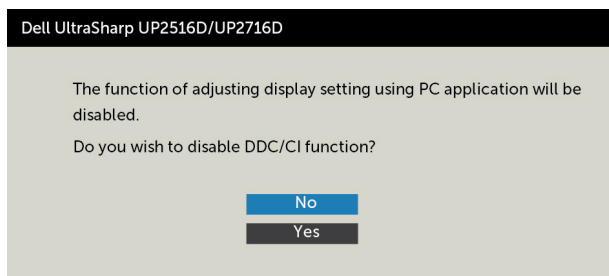 Dell UltraSharp UP2516D/UP2716D
The function of adjusting display setting using PC application will be
disabled.
Do you wish to disable DDC/CI function?
No
Yes